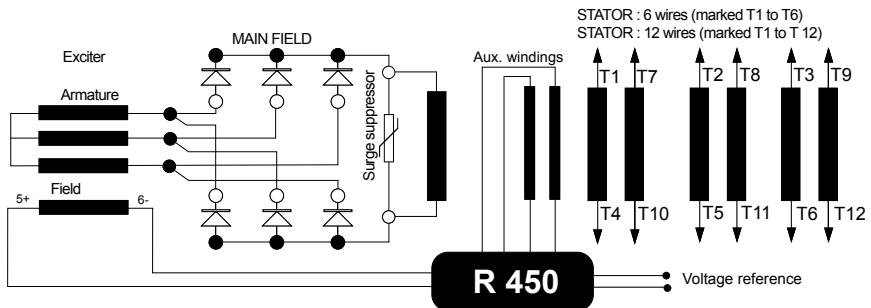 STATOR : 6 wires (marked T1 to T6)
STATOR : 12 wires (marked T1 to T 12)
MAIN FIELD
Exciter
Aux. windings
T1 T7 T2 T8 T3 T9
Armature
Surge suppressor
Field
5+ 6-
T4 T10 T5 T11 T6 T12
R 450
Voltage reference